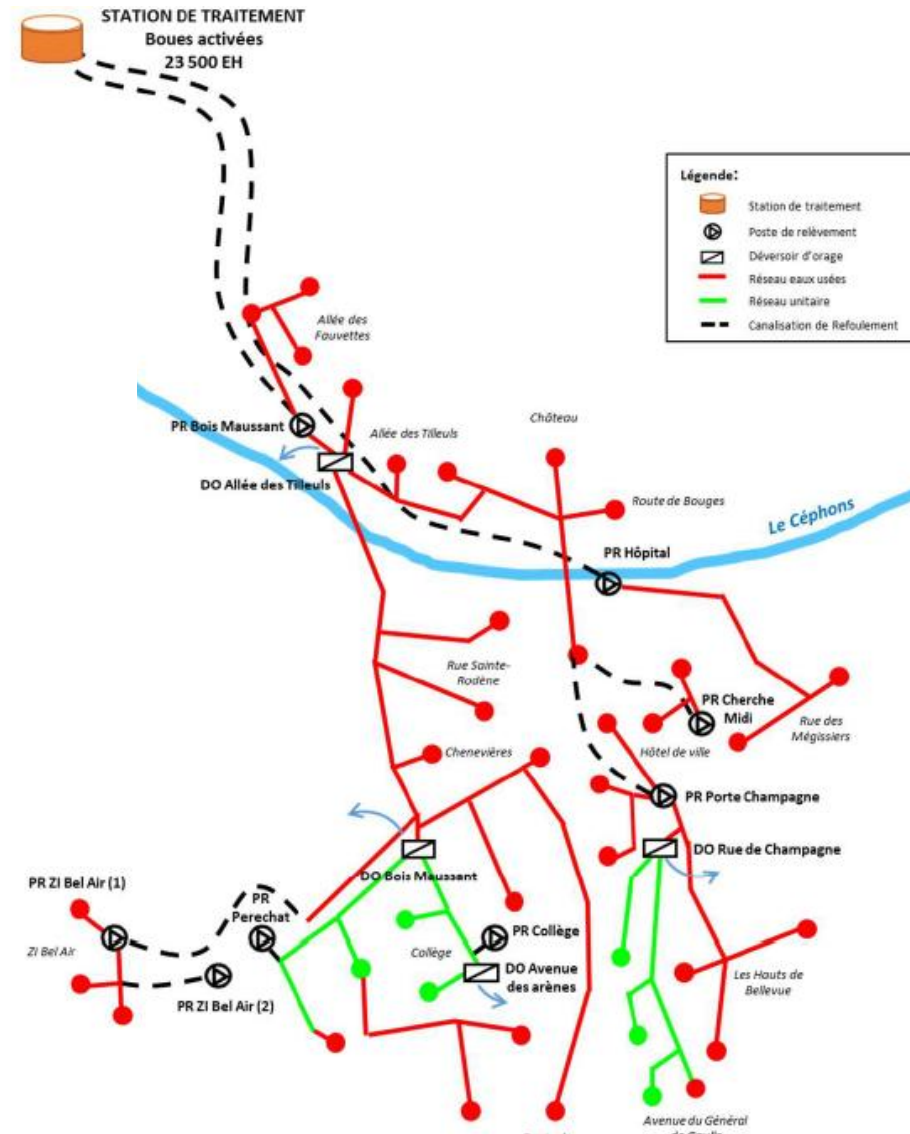 STATION DE TRAITEMENT
Boues activées
23 500 EH
Légende:
Station de traitement
Poste de relèvement
Déversoir d'orage
Réseau eaux usées
Réseau unitaire
Canalisation de Refoulement
Allée des
Fauvettes
PR Bois Maussant
Allée des Tilleuls
Château
DO Allée des Tilleuls
Route de Bouges
Le Céphons
PR Hôpital
Rue Sainte-
Rodène
PR Cherche
Midi
Rue des
Mégissiers
Chenevières
Hôtel de ville
PR Porte Champagne
DO Bois Maussant
DO Rue de Champagne
PR ZI Bel Air (1)
PR
Perechat
PR Collège
ZI Bel Air
Collège
DO Avenue
des arènes
Les Hauts de
Bellevue
PR ZI Bel Air (2)
Avenue du Général